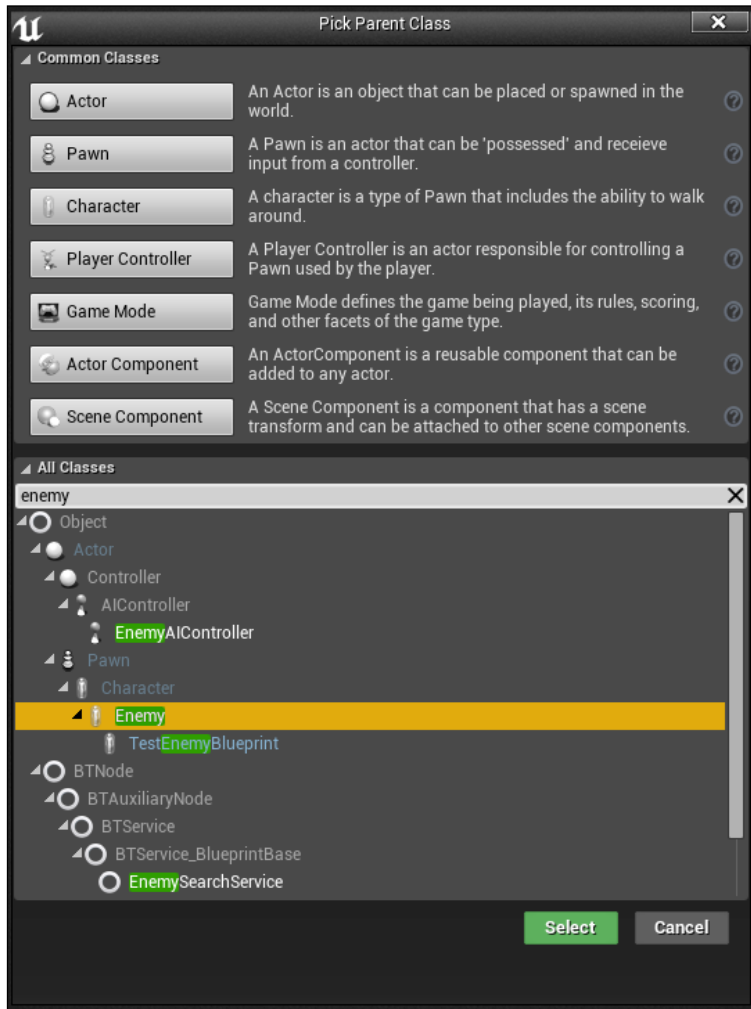 Pick Parent Class
Common Classes
Actor
An Actor is an object that can be placed or spawned in the
world.
Pawn
A Pawn is an actor that can be 'possessed' and receieve
input from a controller.
Character
A character is a type of Pawn that includes the ability to walk
around.
Player Controller
A Player Controller is an actor responsible for controlling a
Pawn used by the player.
Game Mode
Game Mode defines the game being played, its rules, scoring,
and other facets of the game type.
Actor Component
An ActorComponent is a reusable component that can be
added to any actor.
Scene Component
A Scene Component is a component that has a scene
transform and can be attached to other scene components.
All Classes
enemy
Object
Actor
Controller
AIController
EnemyAIController
Pawn
Character
Enemy
TestEnemyBlueprint
BTNode
BTAuxiliaryNode
BTService
BTService_BlueprintBase
EnemySearchService
Select Cancel